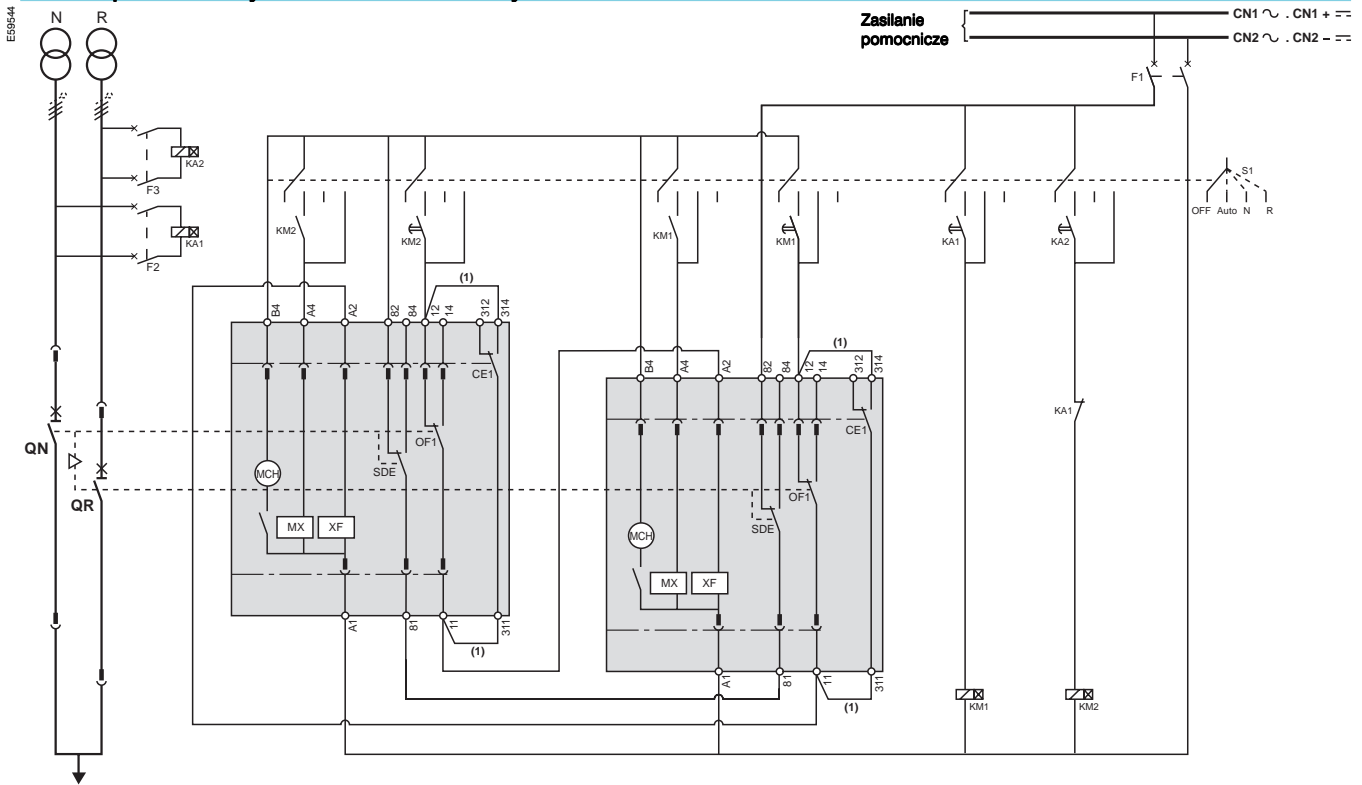 E59544
N R
Zasilanie
pomocnicze
CN1 ∿ . CN1 + ⎓
CN2 ∿ . CN2 – ⎓
F1
KA2
F3
KA1
F2
S1
OFF Auto N R
KM2
KM2
KM1
KM1
KA1
KA2
(1)
B4
A4
A2
82
84
12
14
312
314
CE1
(1)
B4
A4
A2
82
84
12
14
312
314
CE1
KA1
QN
QR
MCH
SDE
OF1
MX
XF
MCH
SDE
OF1
MX
XF
A1
81
11
311
(1)
A1
81
11
311
(1)
KM1
KM2